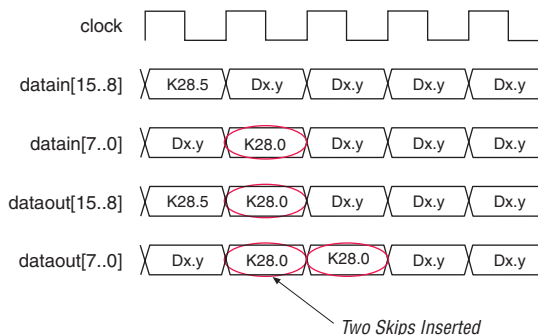 clock
datain[15..8] K28.5 Dx.y Dx.y Dx.y Dx.y
datain[7..0] Dx.y K28.0 Dx.y Dx.y Dx.y
dataout[15..8] K28.5 K28.0 Dx.y Dx.y Dx.y
dataout[7..0] Dx.y K28.0 K28.0 Dx.y Dx.y
Two Skips Inserted